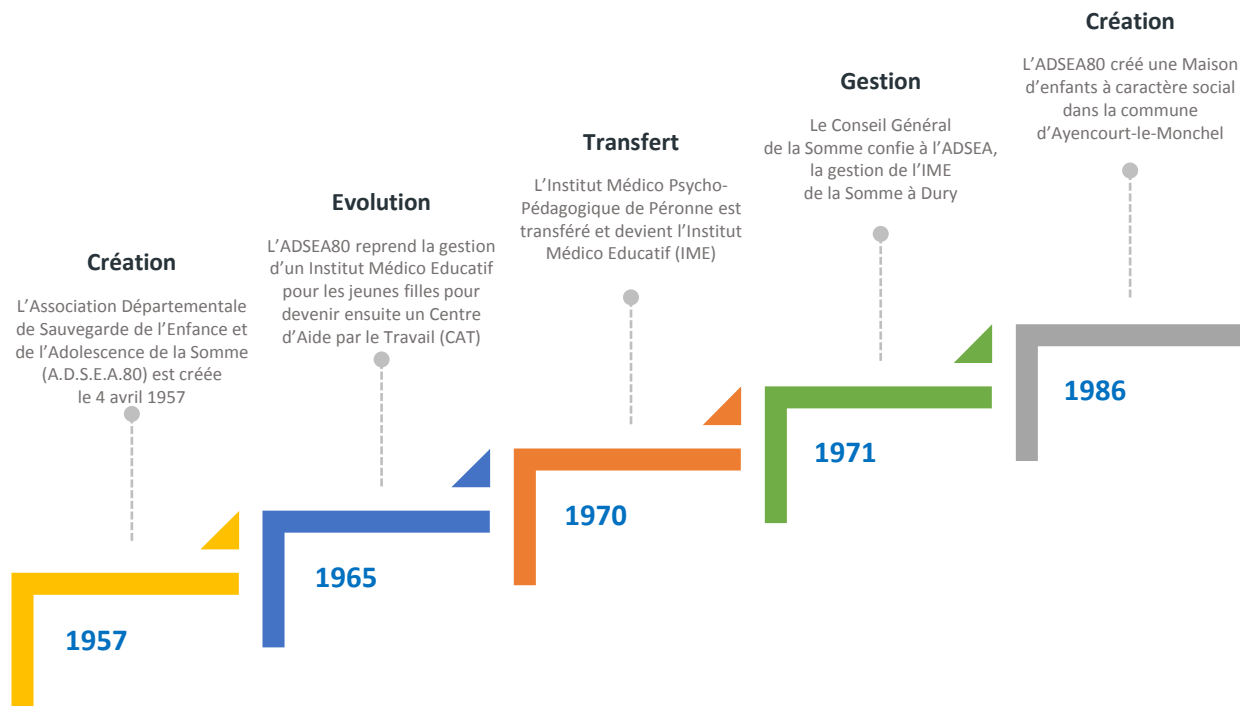 Création
L’Association Départementale
de Sauvegarde de l’Enfance et
de l’Adolescence de la Somme
(A.D.S.E.A.80) est créée
le 4 avril 1957
1957
Evolution
L’ADSEA80 reprend la gestion
d’un Institut Médico Educatif
pour les jeunes filles pour
devenir ensuite un Centre
d’Aide par le Travail (CAT)
1965
Transfert
L’Institut Médico Psycho-
Pédagogique de Péronne est
transféré et devient l’Institut
Médico Educatif (IME)
1970
Gestion
Le Conseil Général
de la Somme confie à l’ADSEA,
la gestion de l’IME
de la Somme à Dury
1971
Création
L’ADSEA80 créé une Maison
d’enfants à caractère social
dans la commune
d’Ayencourt-le-Monchel
1986